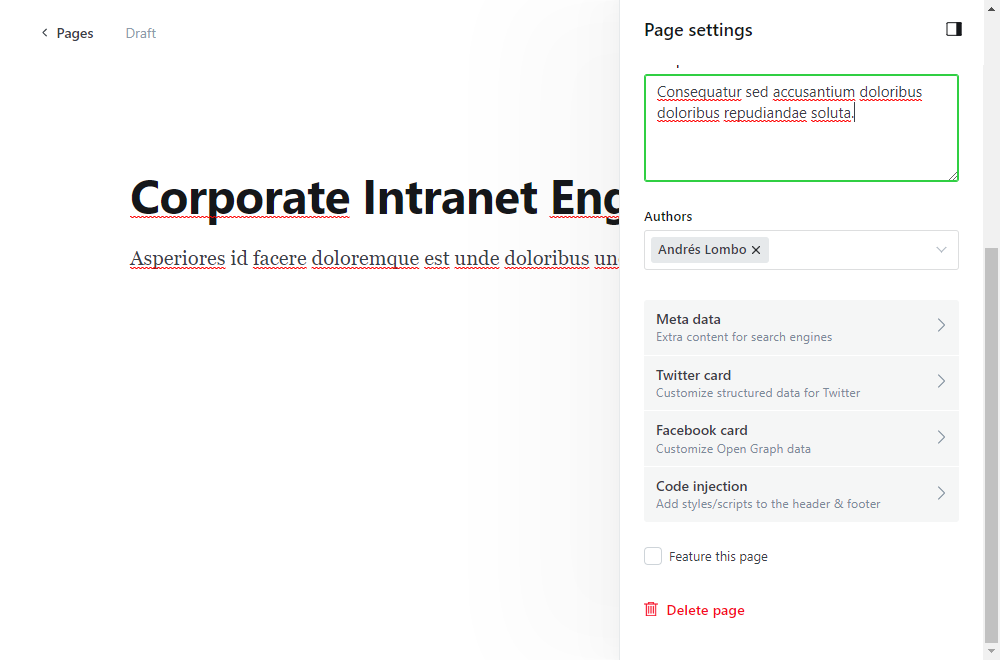 Pages
Draft
Corporate Intranet
Asperiores id facere doloremque est unde doloribus
Page settings
Consequatur sed accusantium doloribus
doloribus repudiandae soluta.
Authors
Andrés Lombo
Meta data
Extra content for search engines
Twitter card
Customize structured data for Twitter
Facebook card
Customize Open Graph data
Code injection
Add styles/scripts to the header & footer
Feature this page
Delete page